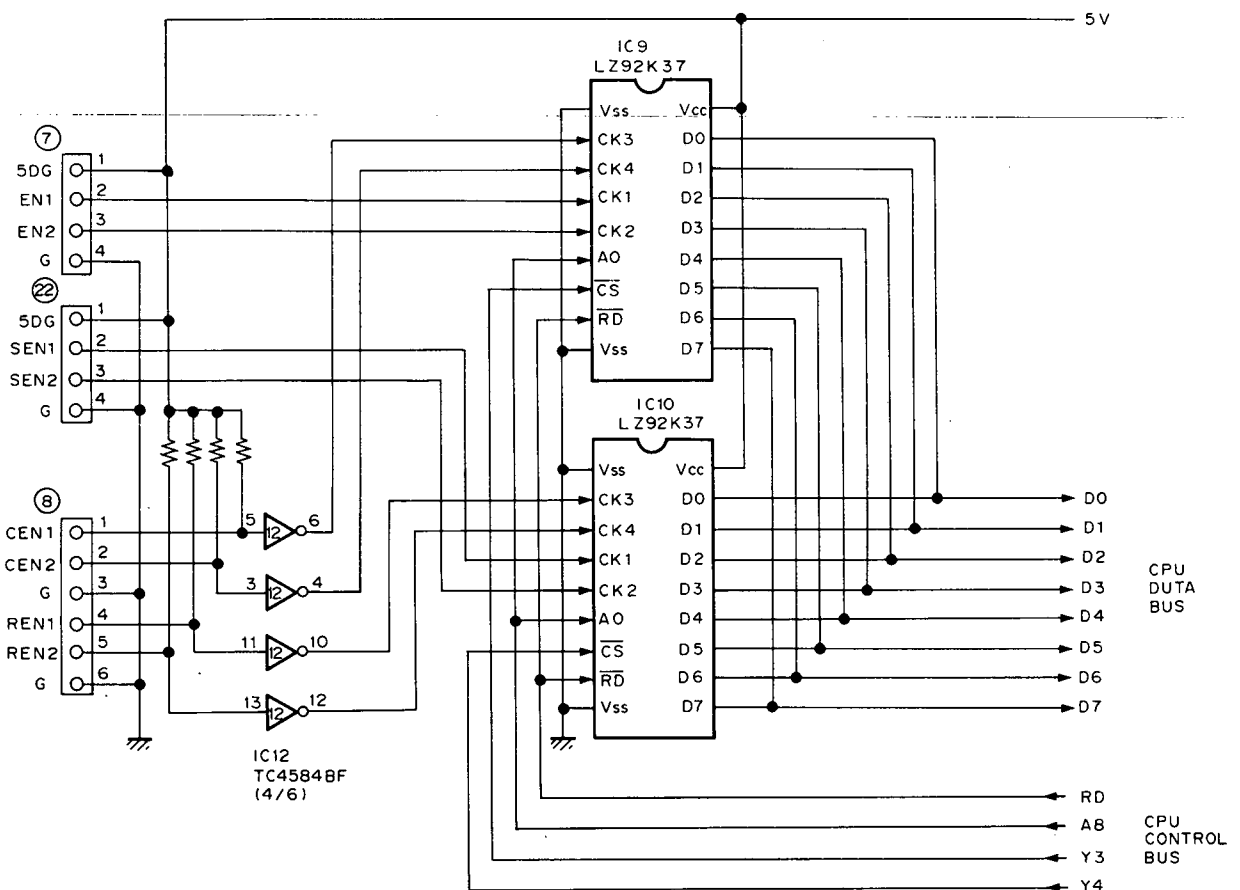 5V
IC9
LZ92K37
Vss Vcc
CK3 D0
CK4 D1
CK1 D2
CK2 D3
A0 D4
CS D5
RD D6
Vss D7
7
5DG 1
EN1 2
EN2 3
G 4
22
5DG 1
SEN1 2
SEN2 3
G 4
8
CEN1 1
CEN2 2
G 3
REN1 4
REN2 5
G 6
5 12 6
3 12 4
11 12 10
13 12 12
IC12
TC4584BF
(4/6)
IC10
LZ92K37
Vss Vcc
CK3 D0
CK4 D1
CK1 D2
CK2 D3
A0 D4
CS D5
RD D6
Vss D7
D0
D1
D2
D3
D4
D5
D6
D7
CPU
DUTA
BUS
RD
A8
Y3
Y4
CPU
CONTROL
BUS